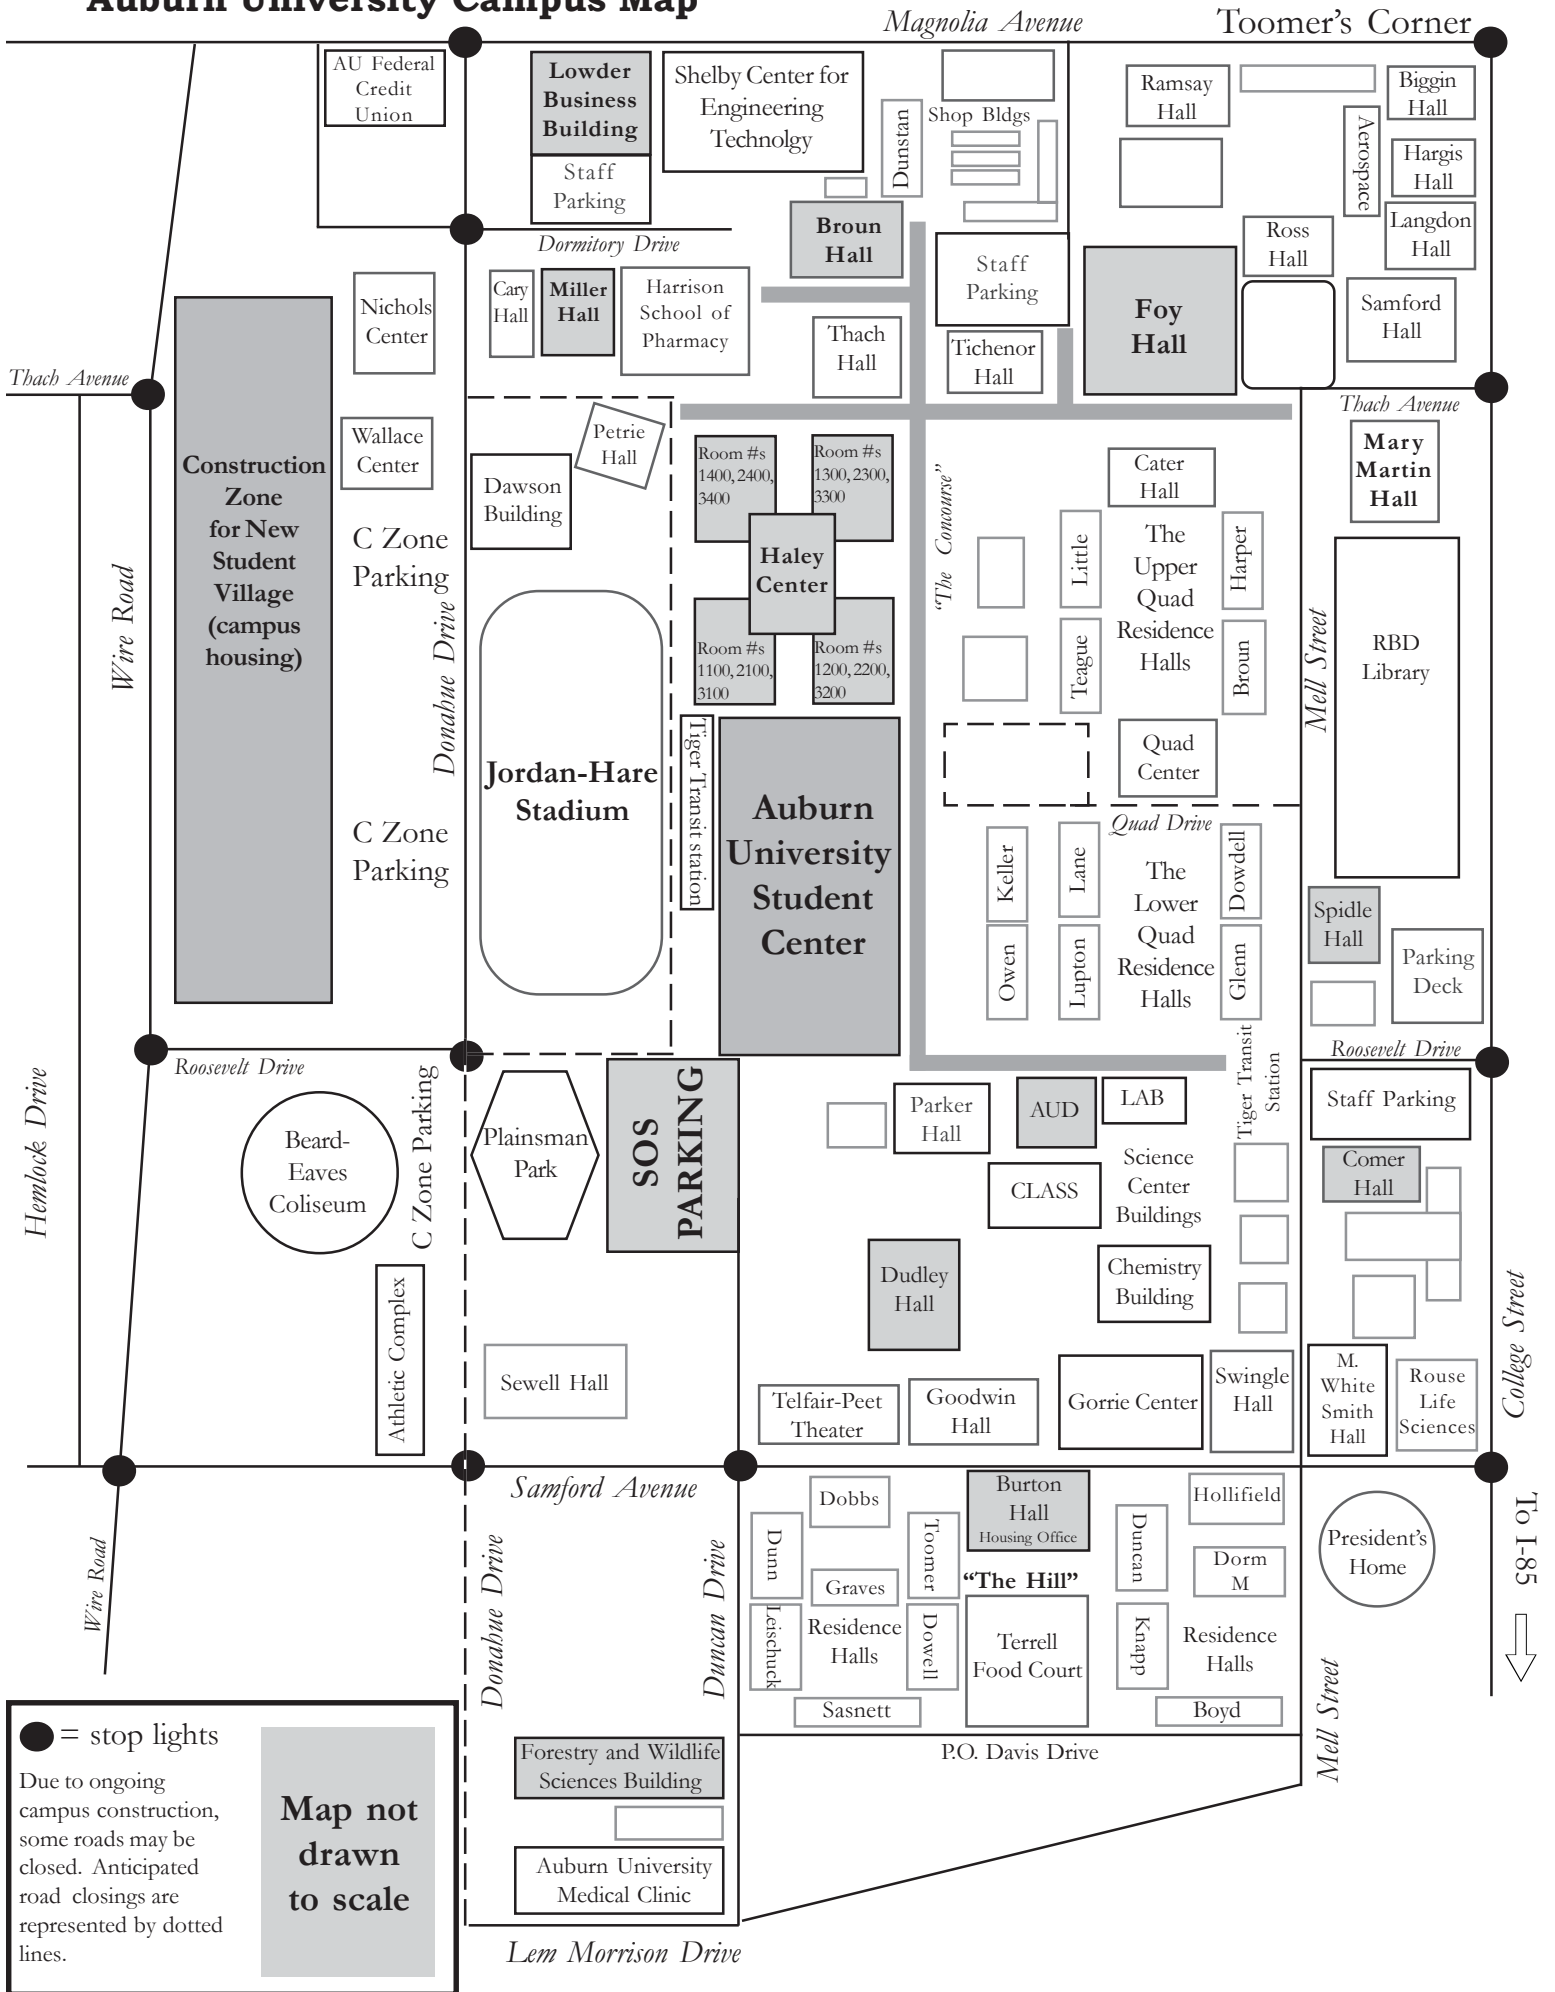 Auburn University Campus Map
Magnolia Avenue
Toomer's Corner
AU Federal
Credit
Union
Lowder
Business
Building
Staff
Parking
Shelby Center for
Engineering
Technolgy
Dunstan
Shop Bldgs
Ramsay
Hall
Biggin
Hall
Aerospace
Hargis
Hall
Langdon
Hall
Dormitory Drive
Broun
Hall
Staff
Parking
Ross
Hall
Foy
Hall
Samford
Hall
Nichols
Center
Cary
Hall
Miller
Hall
Harrison
School of
Pharmacy
Thach
Hall
Tichenor
Hall
Thach Avenue
Thach Avenue
Construction
Zone
for New
Student
Village
(campus
housing)
Wallace
Center
Petrie
Hall
Dawson
Building
Room #s
1400, 2400,
3400
Room #s
1300, 2300,
3300
Haley
Center
Room #s
1100, 2100,
3100
Room #s
1200, 2200,
3200
"The Concourse"
Cater
Hall
Mary
Martin
Hall
Little
The
Upper
Quad
Residence
Halls
Harper
Teague
Broun
Mell Street
RBD
Library
C Zone
Parking
Wire Road
Donahue Drive
Jordan-Hare
Stadium
Tiger Transit station
Auburn
University
Student
Center
Quad
Center
Quad Drive
C Zone
Parking
Keller
Lane
The
Lower
Quad
Residence
Halls
Dowdell
Owen
Lupton
Glenn
Spidle
Hall
Parking
Deck
Roosevelt Drive
Roosevelt Drive
Tiger Transit
Station
Hemlock Drive
Beard-
Eaves
Coliseum
C Zone Parking
Plainsman
Park
SOS
PARKING
Parker
Hall
AUD
LAB
Staff Parking
CLASS
Science
Center
Buildings
Comer
Hall
Dudley
Hall
Chemistry
Building
Athletic Complex
Sewell Hall
Telfair-Peet
Theater
Goodwin
Hall
Gorrie Center
Swingle
Hall
M.
White
Smith
Hall
Rouse
Life
Sciences
College Street
Samford Avenue
Wire Road
Donahue Drive
Duncan Drive
Dobbs
Dunn
Toomer
Burton
Hall
Housing Office
Duncan
Hollifield
Dorm
M
President's
Home
To I-85
Graves
"The Hill"
Leischuck
Residence
Halls
Dowell
Terrell
Food Court
Knapp
Residence
Halls
Sasnett
Boyd
Mell Street
P.O. Davis Drive
Forestry and Wildlife
Sciences Building
Auburn University
Medical Clinic
Lem Morrison Drive
= stop lights
Due to ongoing
campus construction,
some roads may be
closed. Anticipated
road closings are
represented by dotted
lines.
Map not
drawn
to scale